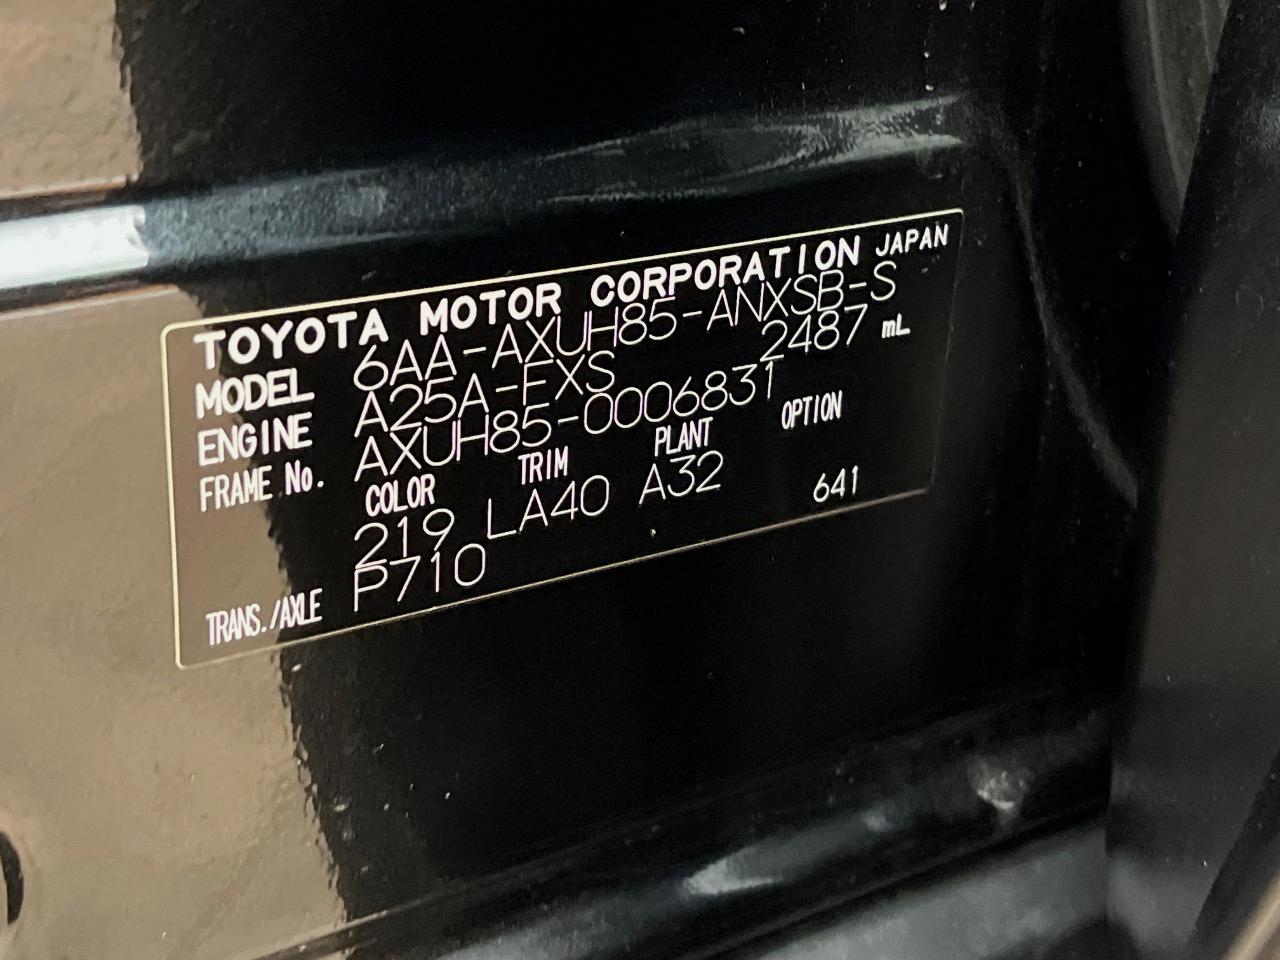 TOYOTA MOTOR CORPORATION JAPAN
MODEL 6AA-AXUH85-ANXSB-S
ENGINE A25A-FXS 2487 mL
FRAME No. AXUH85-0006831
COLOR TRIM PLANT OPTION
219 LA40 A32 641
TRANS./AXLE P710